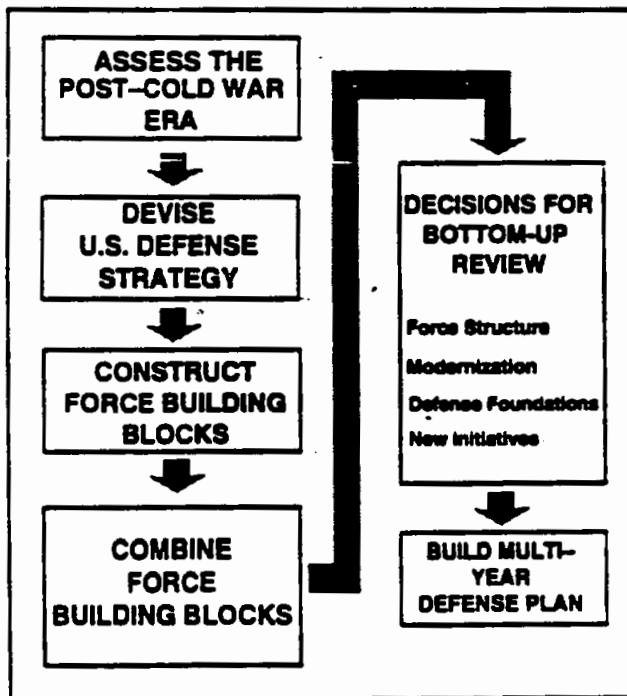 ASSESS THE
POST–COLD WAR
ERA
DEVISE
U.S. DEFENSE
STRATEGY
CONSTRUCT
FORCE BUILDING
BLOCKS
COMBINE
FORCE
BUILDING BLOCKS
DECISIONS FOR
BOTTOM-UP
REVIEW
Force Structure
Modernization
Defense Foundations
New Initiatives
BUILD MULTI–
YEAR
DEFENSE PLAN